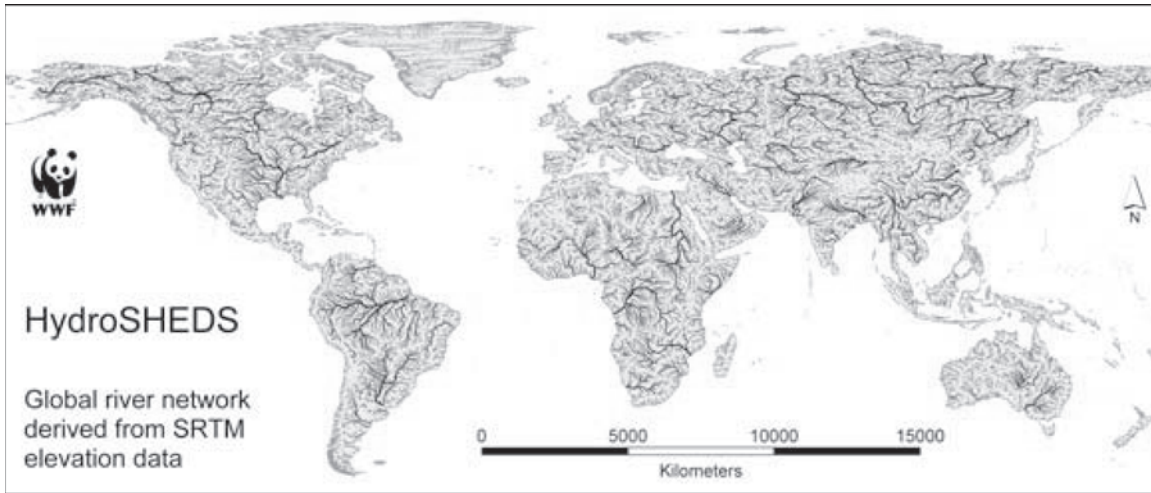 WWF
N
HydroSHEDS
Global river network
derived from SRTM
elevation data
0 5000 10000 15000
Kilometers